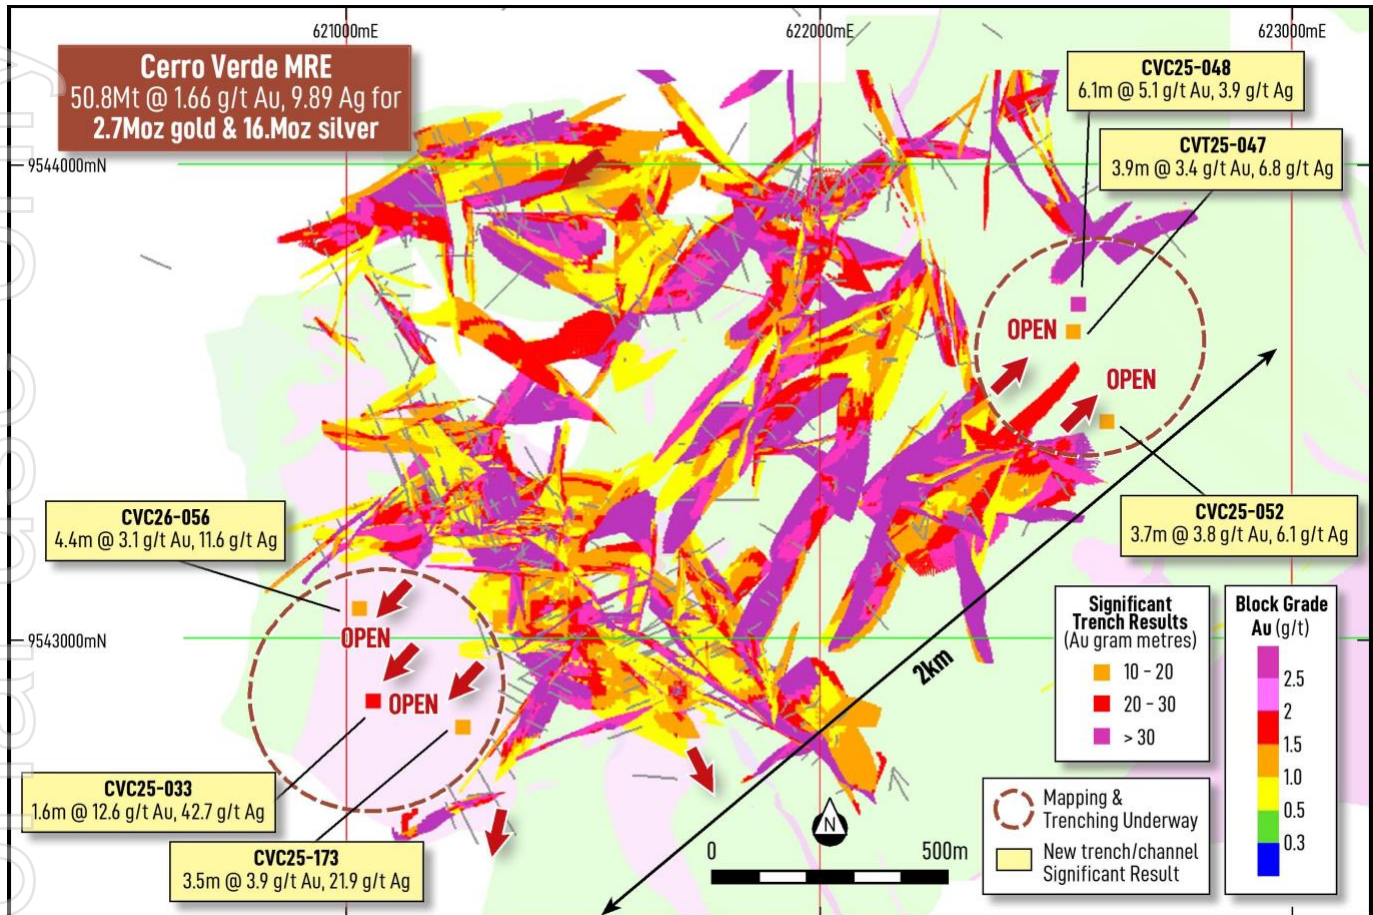 621000mE
622000mE
623000mE
Cerro Verde MRE
50.8Mt @ 1.66 g/t Au, 9.89 Ag for
2.7Moz gold & 16.Moz silver
CVC25-048
6.1m @ 5.1 g/t Au, 3.9 g/t Ag
CVT25-047
3.9m @ 3.4 g/t Au, 6.8 g/t Ag
9544000mN
OPEN
OPEN
CVC26-056
4.4m @ 3.1 g/t Au, 11.6 g/t Ag
CVC25-052
3.7m @ 3.8 g/t Au, 6.1 g/t Ag
9543000mN
OPEN
OPEN
2km
Significant
Trench Results
(Au gram metres)
10 - 20
20 - 30
> 30
Block Grade
Au (g/t)
2.5
2
1.5
1.0
0.5
0.3
CVC25-033
1.6m @ 12.6 g/t Au, 42.7 g/t Ag
CVC25-173
3.5m @ 3.9 g/t Au, 21.9 g/t Ag
N
0
500m
Mapping &
Trenching Underway
New trench/channel
Significant Result